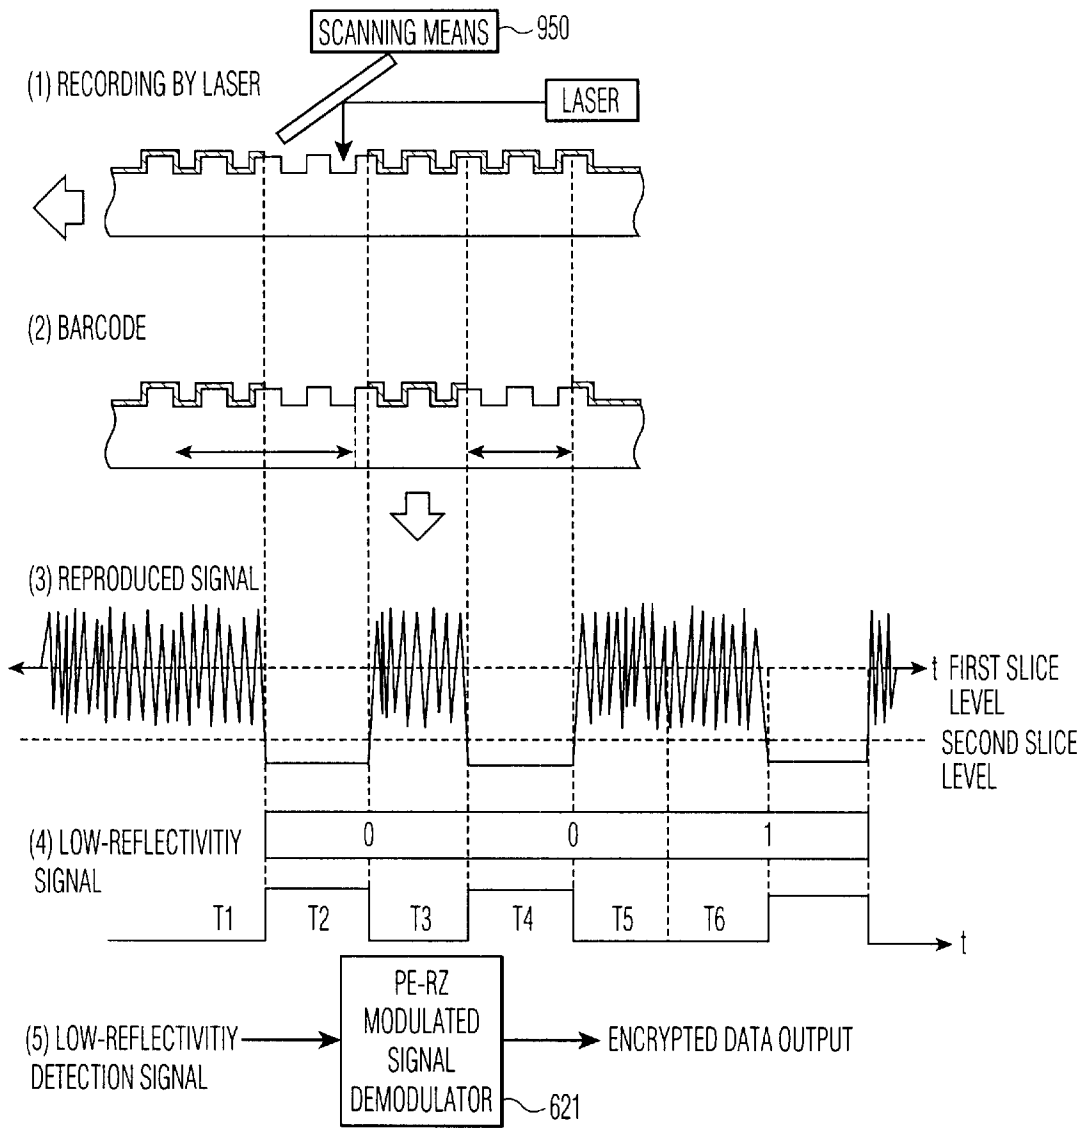 SCANNING MEANS
950
(1) RECORDING BY LASER
LASER
(2) BARCODE
(3) REPRODUCED SIGNAL
t FIRST SLICE
LEVEL
SECOND SLICE
LEVEL
(4) LOW-REFLECTIVITIY
SIGNAL
0 0 1
T1 T2 T3 T4 T5 T6
t
PE-RZ
MODULATED
SIGNAL
DEMODULATOR
(5) LOW-REFLECTIVITIY
DETECTION SIGNAL
ENCRYPTED DATA OUTPUT
621